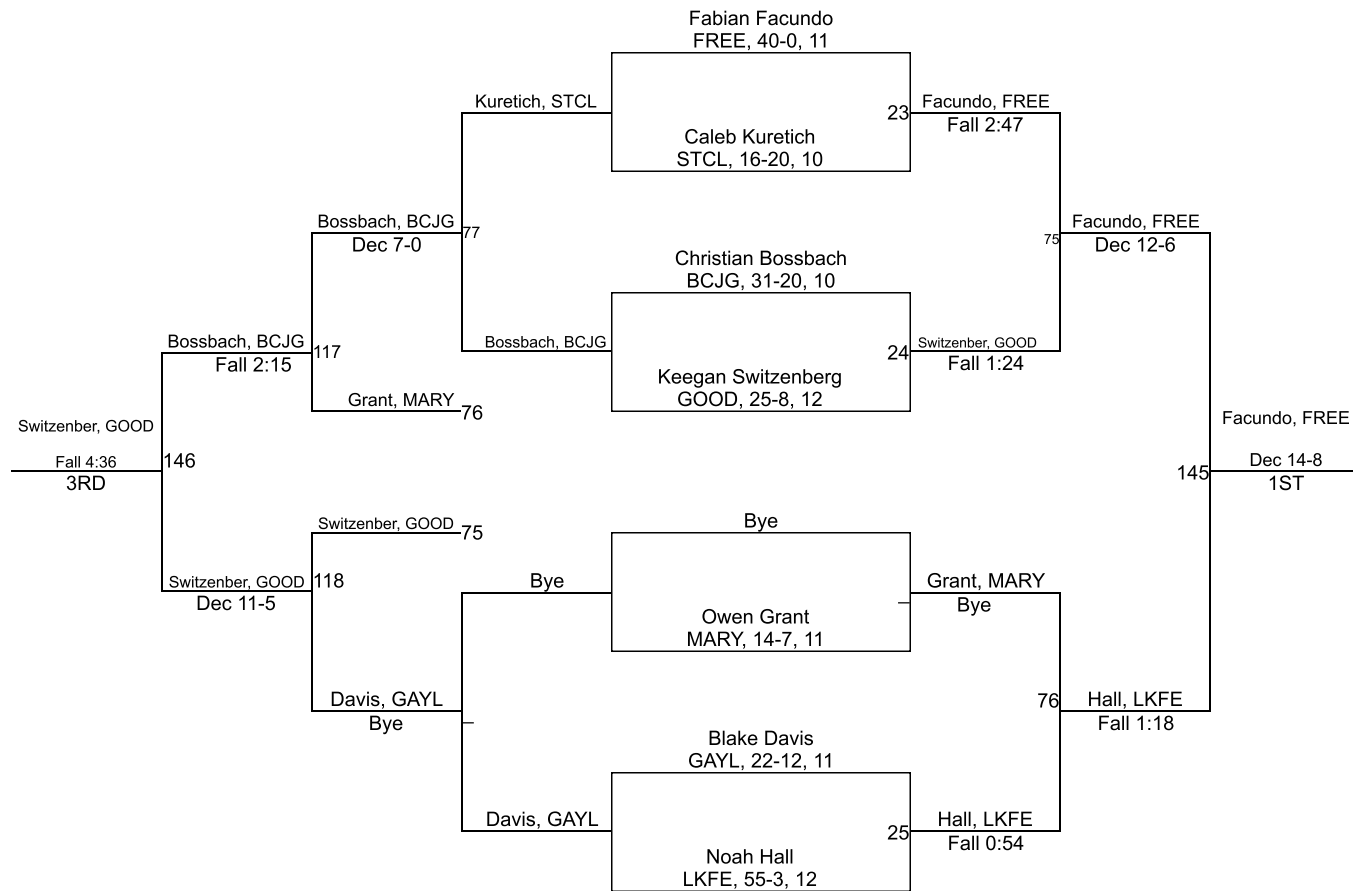 Fabian Facundo
FREE, 40-0, 11
Kuretich, STCL
23
Facundo, FREE
Fall 2:47
Caleb Kuretich
STCL, 16-20, 10
Bossbach, BCJG
Dec 7-0
77
75
Facundo, FREE
Dec 12-6
Christian Bossbach
BCJG, 31-20, 10
Bossbach, BCJG
Fall 2:15
117
Bossbach, BCJG
24
Switzenber, GOOD
Fall 1:24
Keegan Switzenberg
GOOD, 25-8, 12
Grant, MARY
76
Switzenber, GOOD
Fall 4:36
3RD
146
Facundo, FREE
145
Dec 14-8
1ST
Switzenber, GOOD
75
Bye
Switzenber, GOOD
Dec 11-5
118
Bye
Grant, MARY
Bye
Owen Grant
MARY, 14-7, 11
Davis, GAYL
Bye
76
Hall, LKFE
Fall 1:18
Blake Davis
GAYL, 22-12, 11
Davis, GAYL
25
Hall, LKFE
Fall 0:54
Noah Hall
LKFE, 55-3, 12